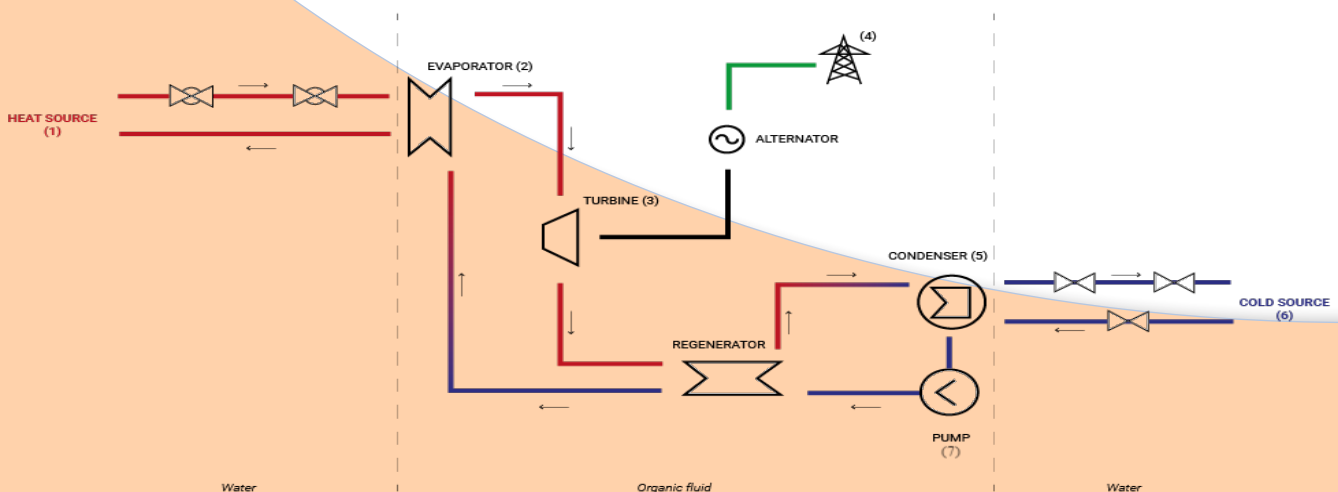 (4)
EVAPORATOR (2)
HEAT SOURCE
(1)
ALTERNATOR
TURBINE (3)
CONDENSER (5)
COLD SOURCE
(6)
REGENERATOR
PUMP
(7)
Water
Organic fluid
Water